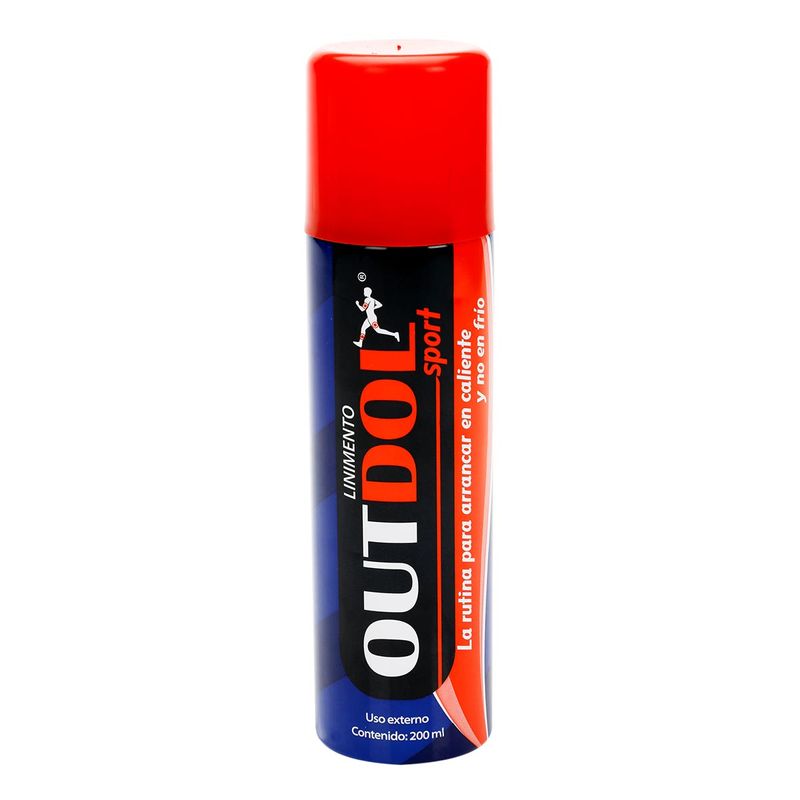 LINIMENTO
OUTDOL®
sport
La rutina para arrancar en caliente
y no en frío
Uso externo
Contenido: 200 ml